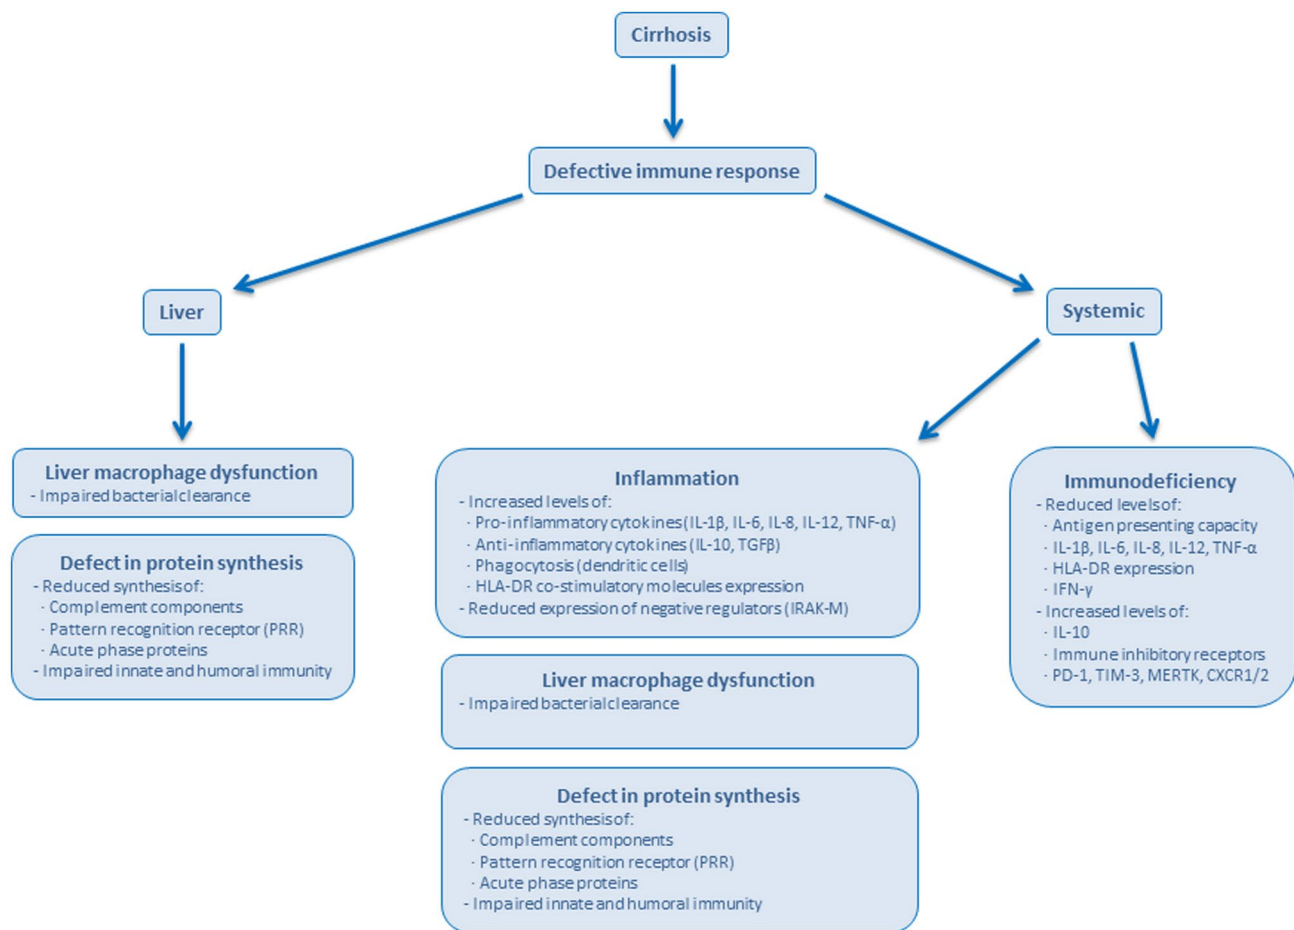 Cirrhosis
Defective immune response
Liver
Systemic
Liver macrophage dysfunction
- Impaired bacterial clearance
Defect in protein synthesis
- Reduced synthesis of:
· Complement components
· Pattern recognition receptor (PRR)
· Acute phase proteins
- Impaired innate and humoral immunity
Inflammation
- Increased levels of:
· Pro-inflammatory cytokines (IL-1β, IL-6, IL-8, IL-12, TNF-α)
· Anti-inflammatory cytokines (IL-10, TGFβ)
· Phagocytosis (dendritic cells)
· HLA-DR co-stimulatory molecules expression
- Reduced expression of negative regulators (IRAK-M)
Liver macrophage dysfunction
- Impaired bacterial clearance
Defect in protein synthesis
- Reduced synthesis of:
· Complement components
· Pattern recognition receptor (PRR)
· Acute phase proteins
- Impaired innate and humoral immunity
Immunodeficiency
- Reduced levels of:
· Antigen presenting capacity
· IL-1β, IL-6, IL-8, IL-12, TNF-α
· HLA-DR expression
· IFN-γ
- Increased levels of:
· IL-10
· Immune inhibitory receptors
· PD-1, TIM-3, MERTK, CXCR1/2